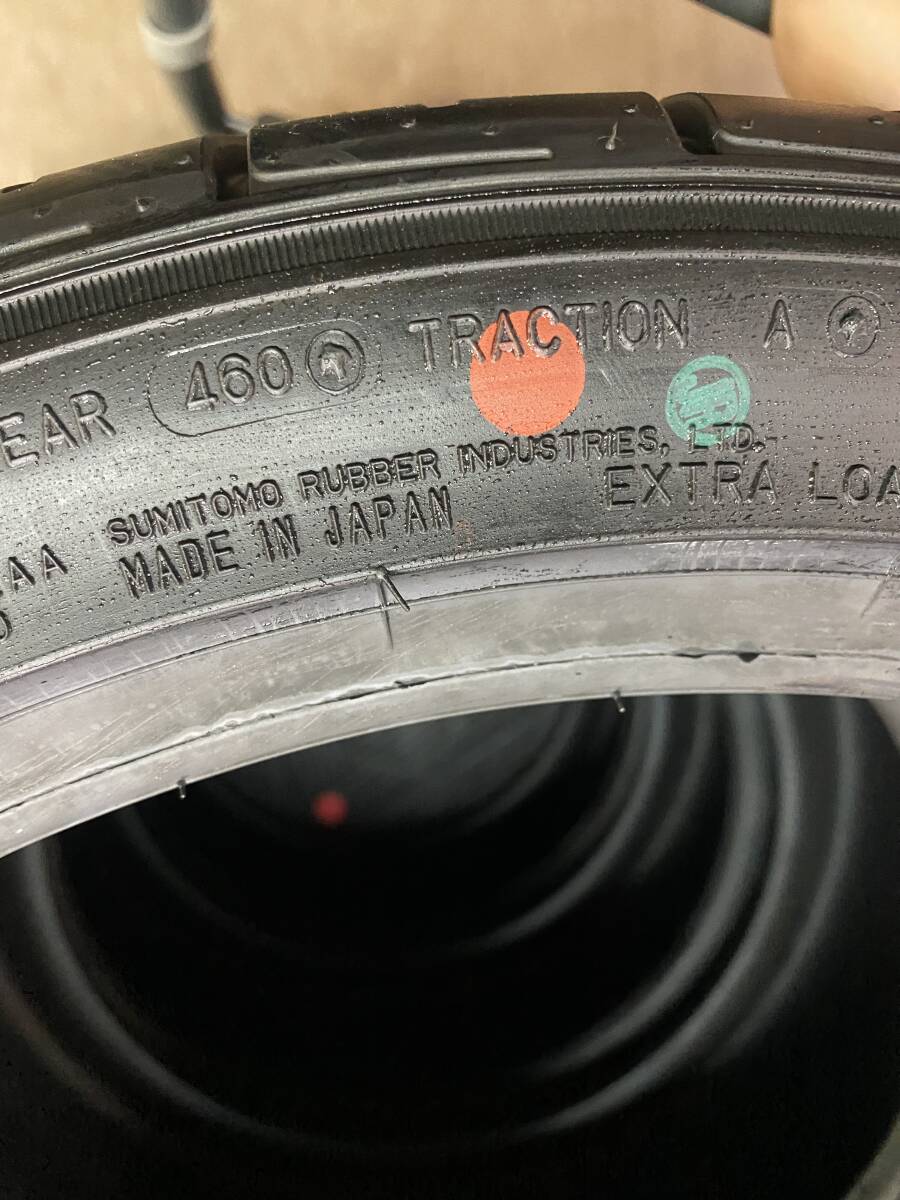 EAR 460 TRACTION A
SUMITOMO RUBBER INDUSTRIES, LTD.
AA MADE IN JAPAN EXTRA LOA